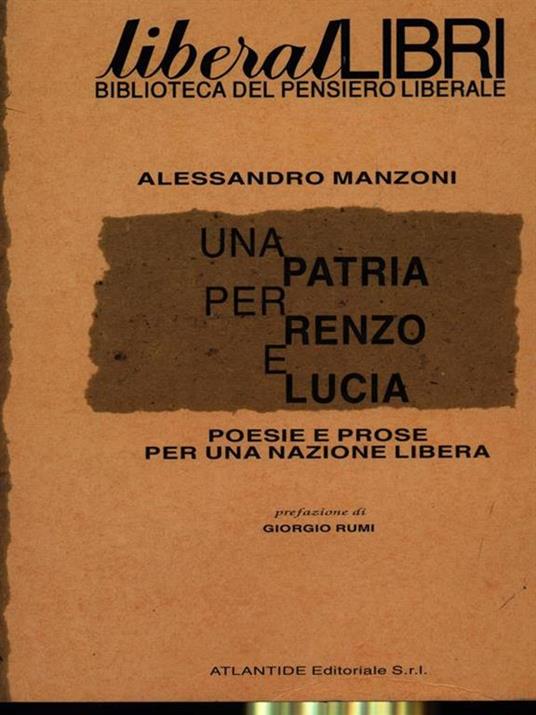 liberalLIBRI
BIBLIOTECA DEL PENSIERO LIBERALE
ALESSANDRO MANZONI
UNA
PATRIA
PER
RENZO
E
LUCIA
POESIE E PROSE
PER UNA NAZIONE LIBERA
prefazione di
GIORGIO RUMI
ATLANTIDE Editoriale S.r.l.